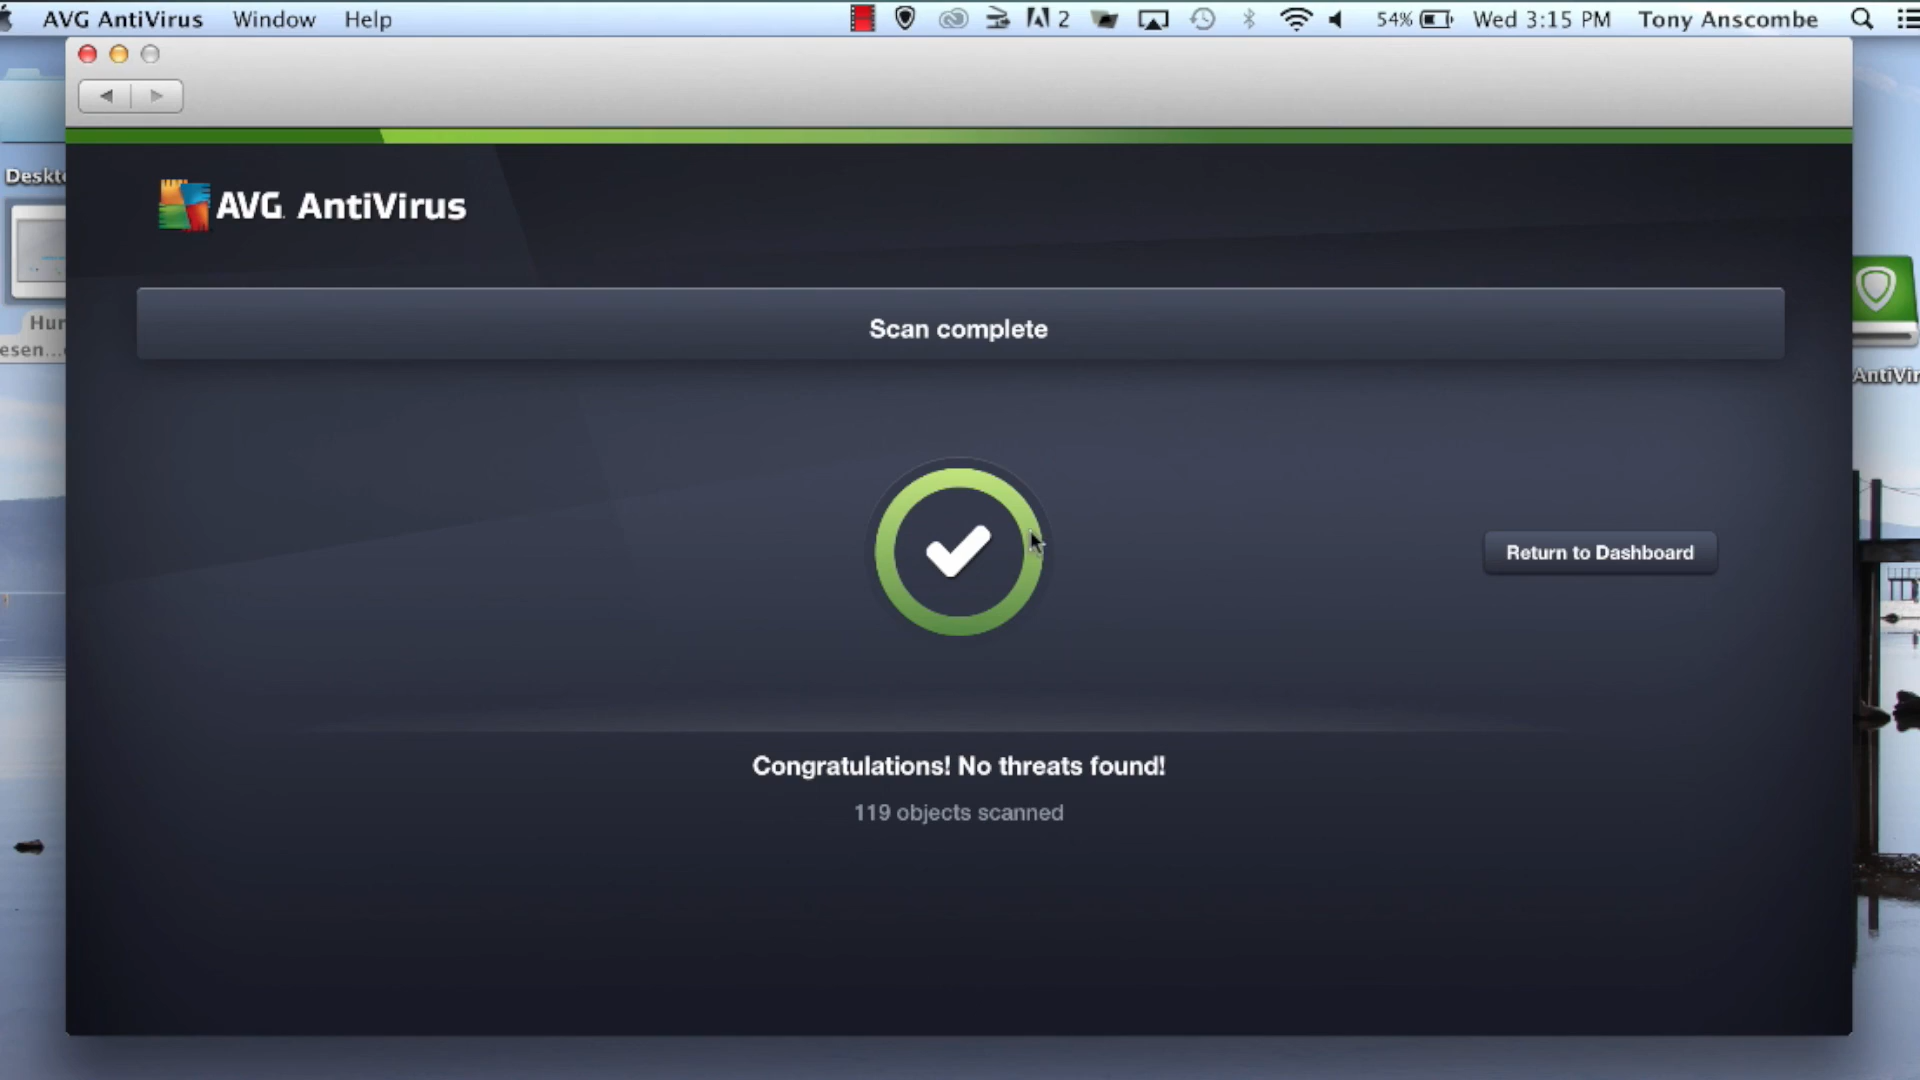 AVG AntiVirus Window Help 2 54% Wed 3:15 PM Tony Anscombe
AVG AntiVirus
Scan complete
Return to Dashboard
Congratulations! No threats found!
119 objects scanned